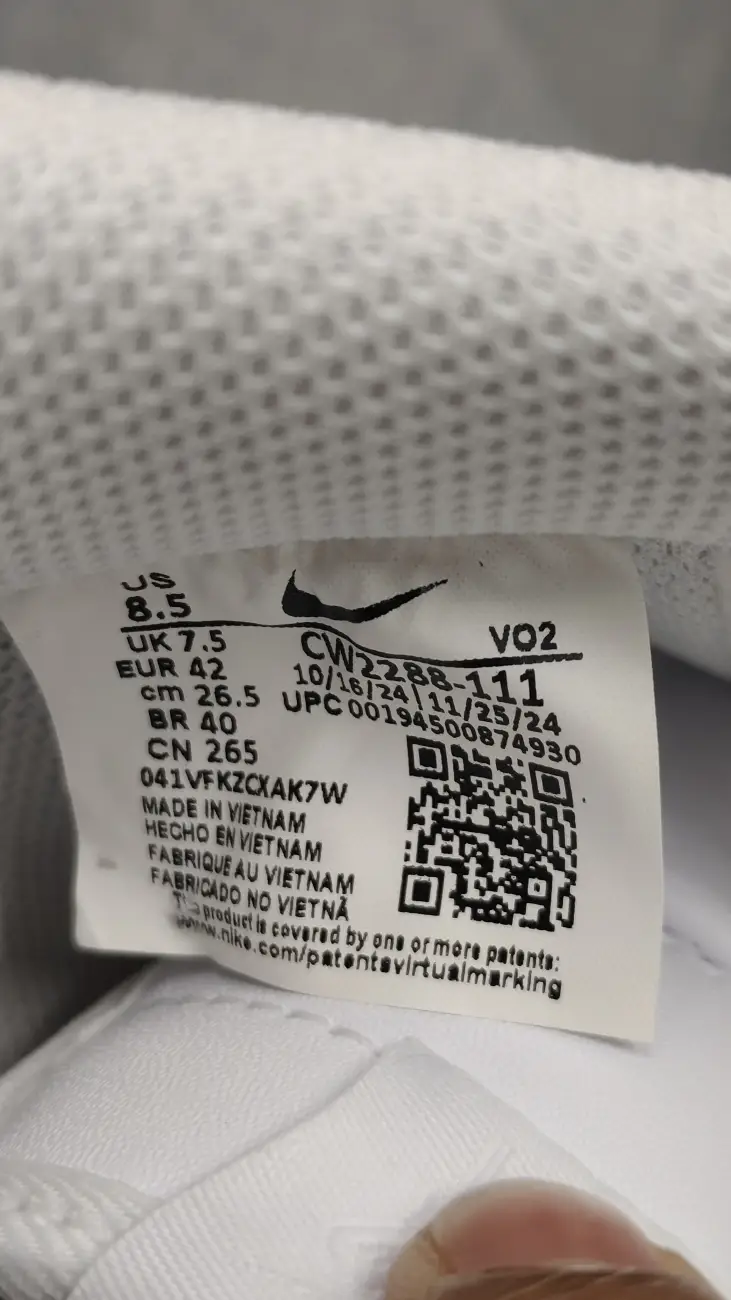 US
8.5
UK 7.5
EUR 42
cm 26.5
BR 40
CN 265
VO2
CW2288-111
10/16/24|11/25/24
UPC 00194500874930
041VFKZCXAK7W
MADE IN VIETNAM
HECHO EN VIETNAM
FABRIQUE AU VIETNAM
FABRICADO NO VIETNÃ
This product is covered by one or more patents:
www.nike.com/patentsvirtualmarking